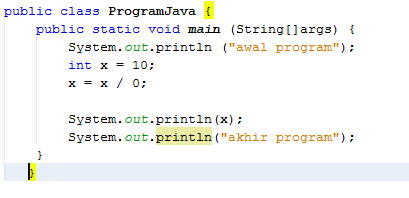 public class ProgramJava {
public static void main (String[]args) {
System.out.println ("awal program");
int x = 10;
x = x / 0;
System.out.println(x);
System.out.println("akhir program");
}
}